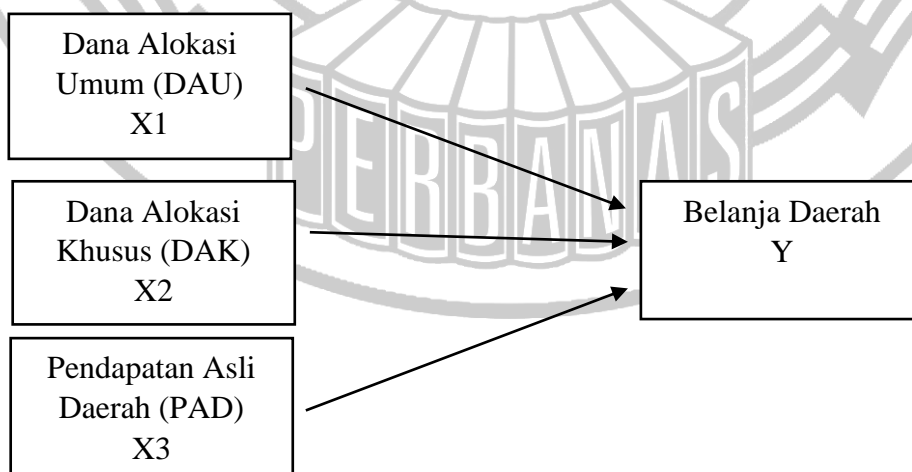 Dana Alokasi
Umum (DAU)
X1
PERBANAS
Dana Alokasi
Khusus (DAK)
X2
Belanja Daerah
Y
Pendapatan Asli
Daerah (PAD)
X3